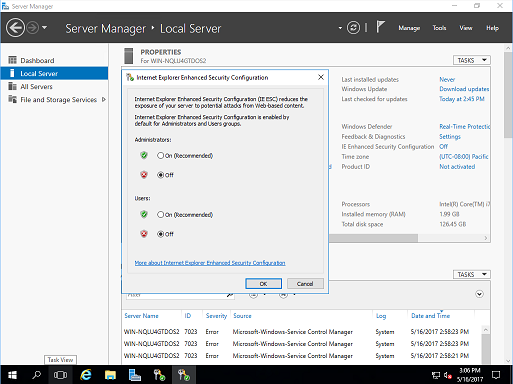 Server Manager
Server Manager • Local Server
Manage Tools View Help
Dashboard
Local Server
All Servers
File and Storage Services
PROPERTIES
For WIN-NQLU4GTDOS2
TASKS
Last installed updates Never
Windows Update Download updates
Last checked for updates Today at 2:45 PM
Windows Defender Real-Time Protectio
Feedback & Diagnostics Settings
IE Enhanced Security Configuration Off
Time zone (UTC-08:00) Pacific
Product ID Not activated
Processors Intel(R) Core(TM) i7
Installed memory (RAM) 1.99 GB
Total disk space 126.45 GB
Internet Explorer Enhanced Security Configuration
Internet Explorer Enhanced Security Configuration (IE ESC) reduces the
exposure of your server to potential attacks from Web-based content.
Internet Explorer Enhanced Security Configuration is enabled by
default for Administrators and Users groups.
Administrators:
On (Recommended)
Off
Users:
On (Recommended)
Off
More about Internet Explorer Enhanced Security Configuration
OK Cancel
TASKS
Filter
Server Name ID Severity Source Log Date and Time
WIN-NQLU4GTDOS2 7023 Error Microsoft-Windows-Service Control Manager System 5/16/2017 2:58:23 PM
WIN-NQLU4GTDOS2 7023 Error Microsoft-Windows-Service Control Manager System 5/16/2017 2:58:23 PM
WIN-NQLU4GTDOS2 7023 Error Microsoft-Windows-Service Control Manager System 5/16/2017 2:58:21 PM
Task View
3:06 PM
5/16/2017